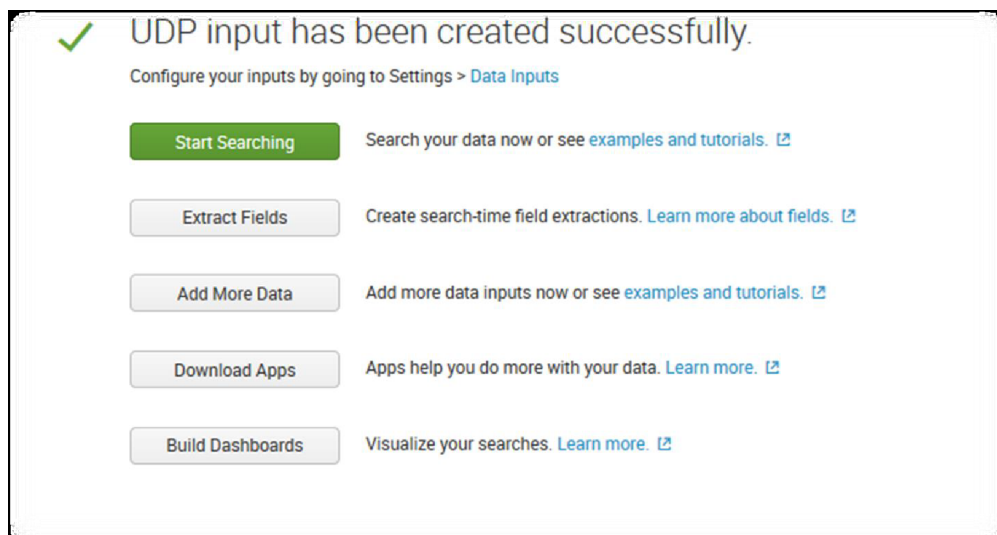 UDP input has been created successfully.
Configure your inputs by going to Settings > Data Inputs
Start Searching Search your data now or see examples and tutorials.
Extract Fields Create search-time field extractions. Learn more about fields.
Add More Data Add more data inputs now or see examples and tutorials.
Download Apps Apps help you do more with your data. Learn more.
Build Dashboards Visualize your searches. Learn more.